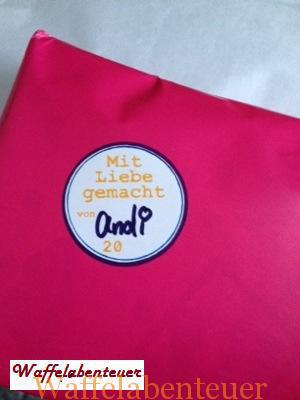 Mit
Liebe
gemacht
von andi
20
Waffelabenteuer
Waffelabenteuer